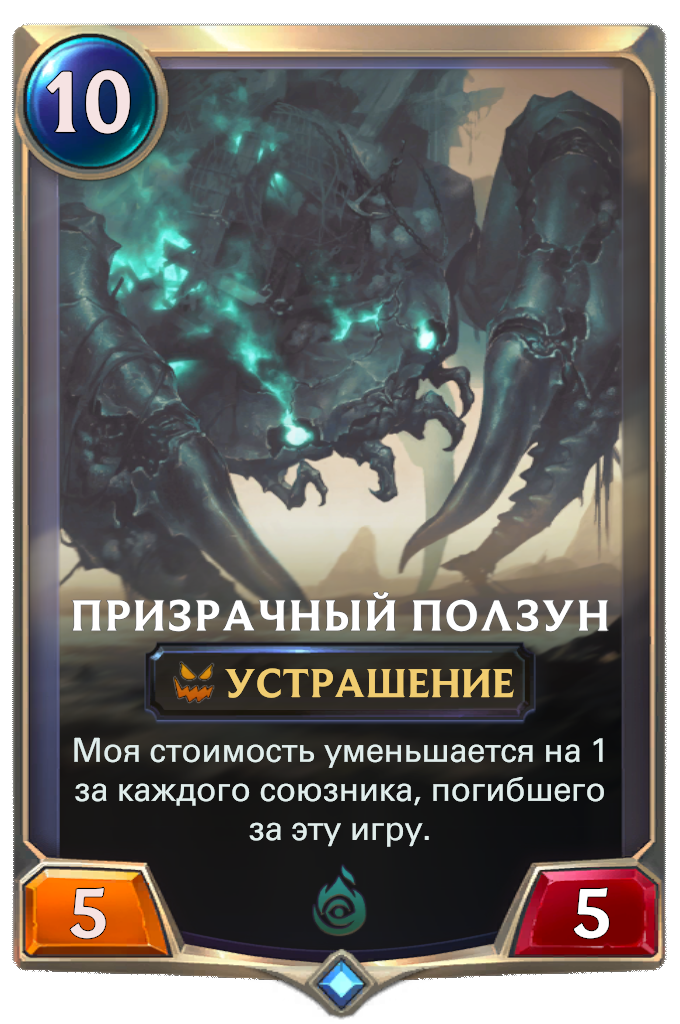 10
ПРИЗРАЧНЫЙ ПОЛЗУН
УСТРАШЕНИЕ
Моя стоимость уменьшается на 1
за каждого союзника, погибшего
за эту игру.
5
5